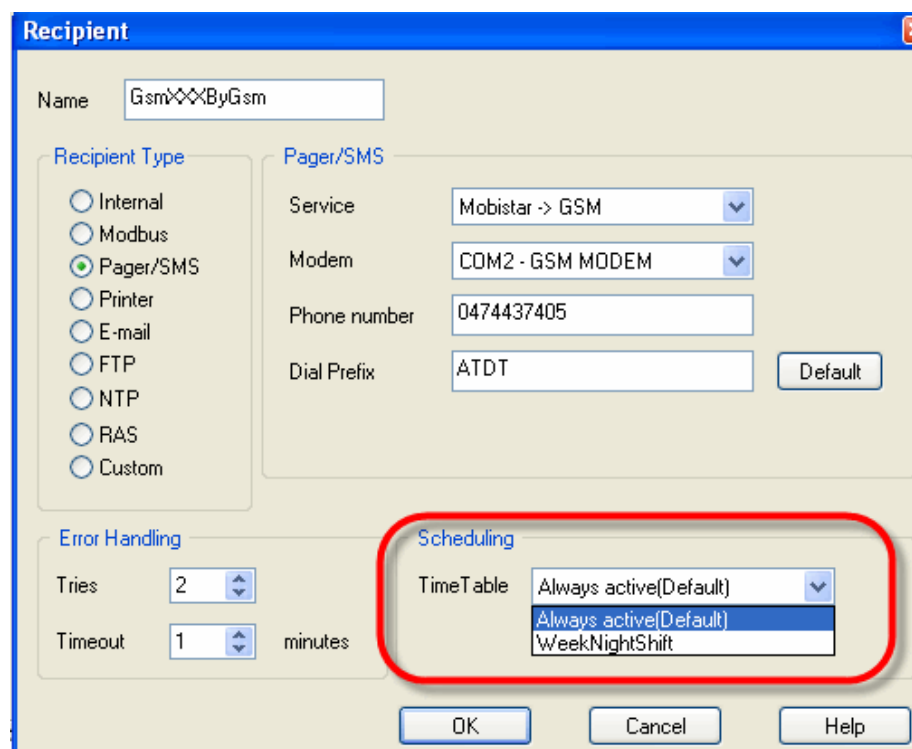 Recipient
Name GsmXXXByGsm
Recipient Type
Internal
Modbus
Pager/SMS
Printer
E-mail
FTP
NTP
RAS
Custom
Pager/SMS
Service Mobistar -> GSM
Modem COM2 - GSM MODEM
Phone number 0474437405
Dial Prefix ATDT Default
Error Handling
Tries 2
Timeout 1 minutes
Scheduling
TimeTable Always active(Default)
Always active(Default)
WeekNightShift
OK Cancel Help